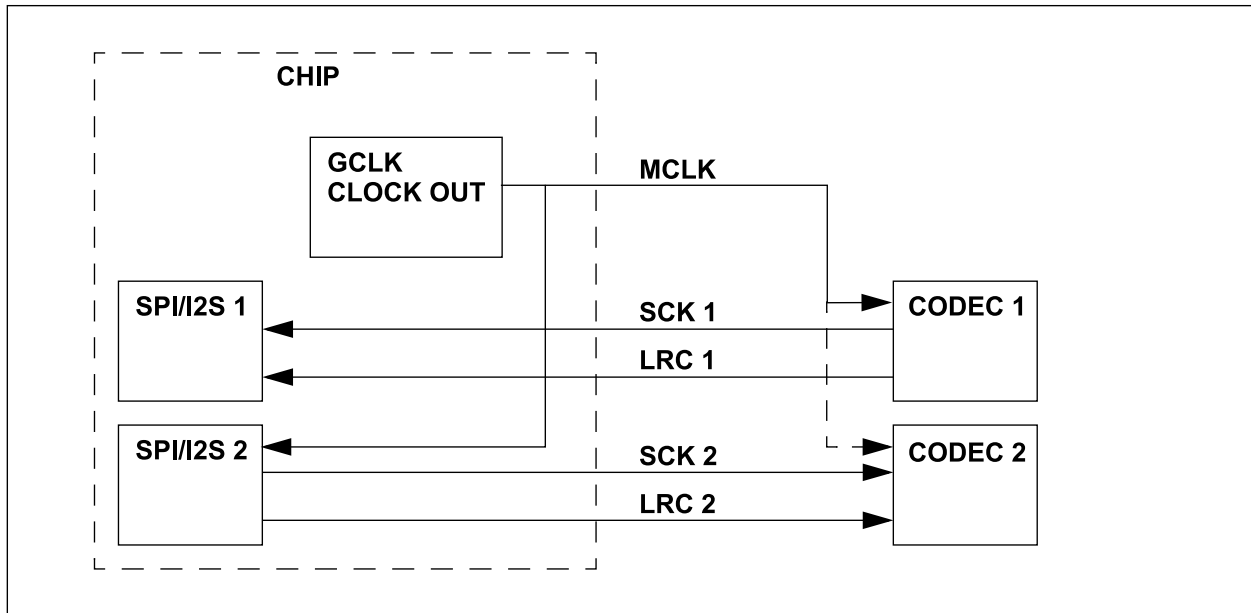 CHIP
GCLK
CLOCK OUT
MCLK
SPI/I2S 1
SCK 1
CODEC 1
LRC 1
SPI/I2S 2
SCK 2
CODEC 2
LRC 2